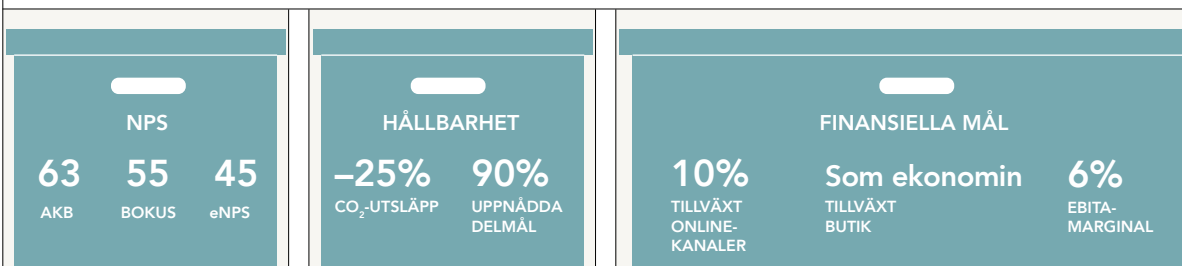 NPS
63 55 45
AKB BOKUS eNPS
HÅLLBARHET
–25% 90%
CO₂-UTSLÄPP UPPNÅDDA
DELMÅL
FINANSIELLA MÅL
10% Som ekonomin 6%
TILLVÄXT TILLVÄXT EBITA-
ONLINE- BUTIK MARGINAL
KANALER